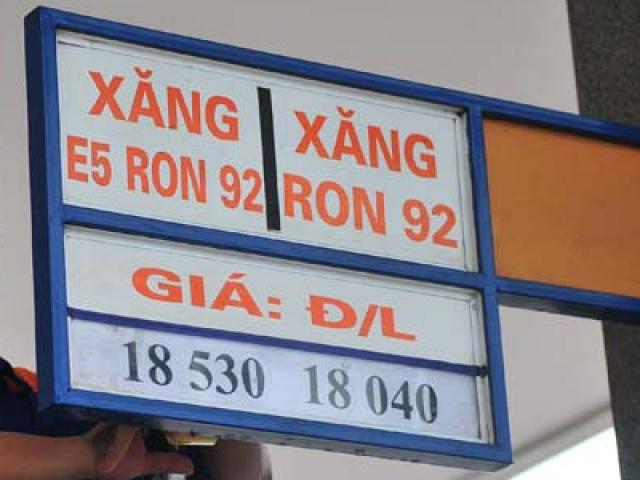 XĂNG
E5 RON 92
XĂNG
RON 92
GIÁ: Đ/L
18 530 18 040